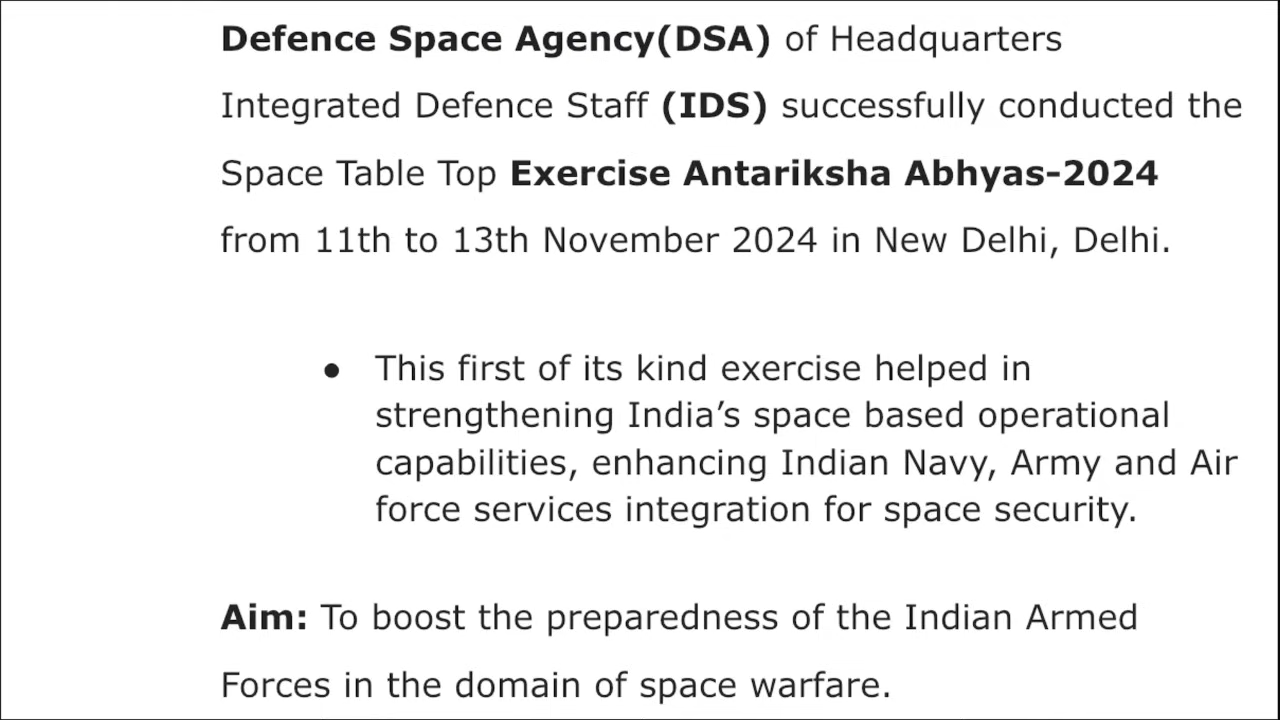 Defence Space Agency(DSA) of Headquarters
Integrated Defence Staff (IDS) successfully conducted the
Space Table Top Exercise Antariksha Abhyas-2024
from 11th to 13th November 2024 in New Delhi, Delhi.
● This first of its kind exercise helped in
strengthening India’s space based operational
capabilities, enhancing Indian Navy, Army and Air
force services integration for space security.
Aim: To boost the preparedness of the Indian Armed
Forces in the domain of space warfare.